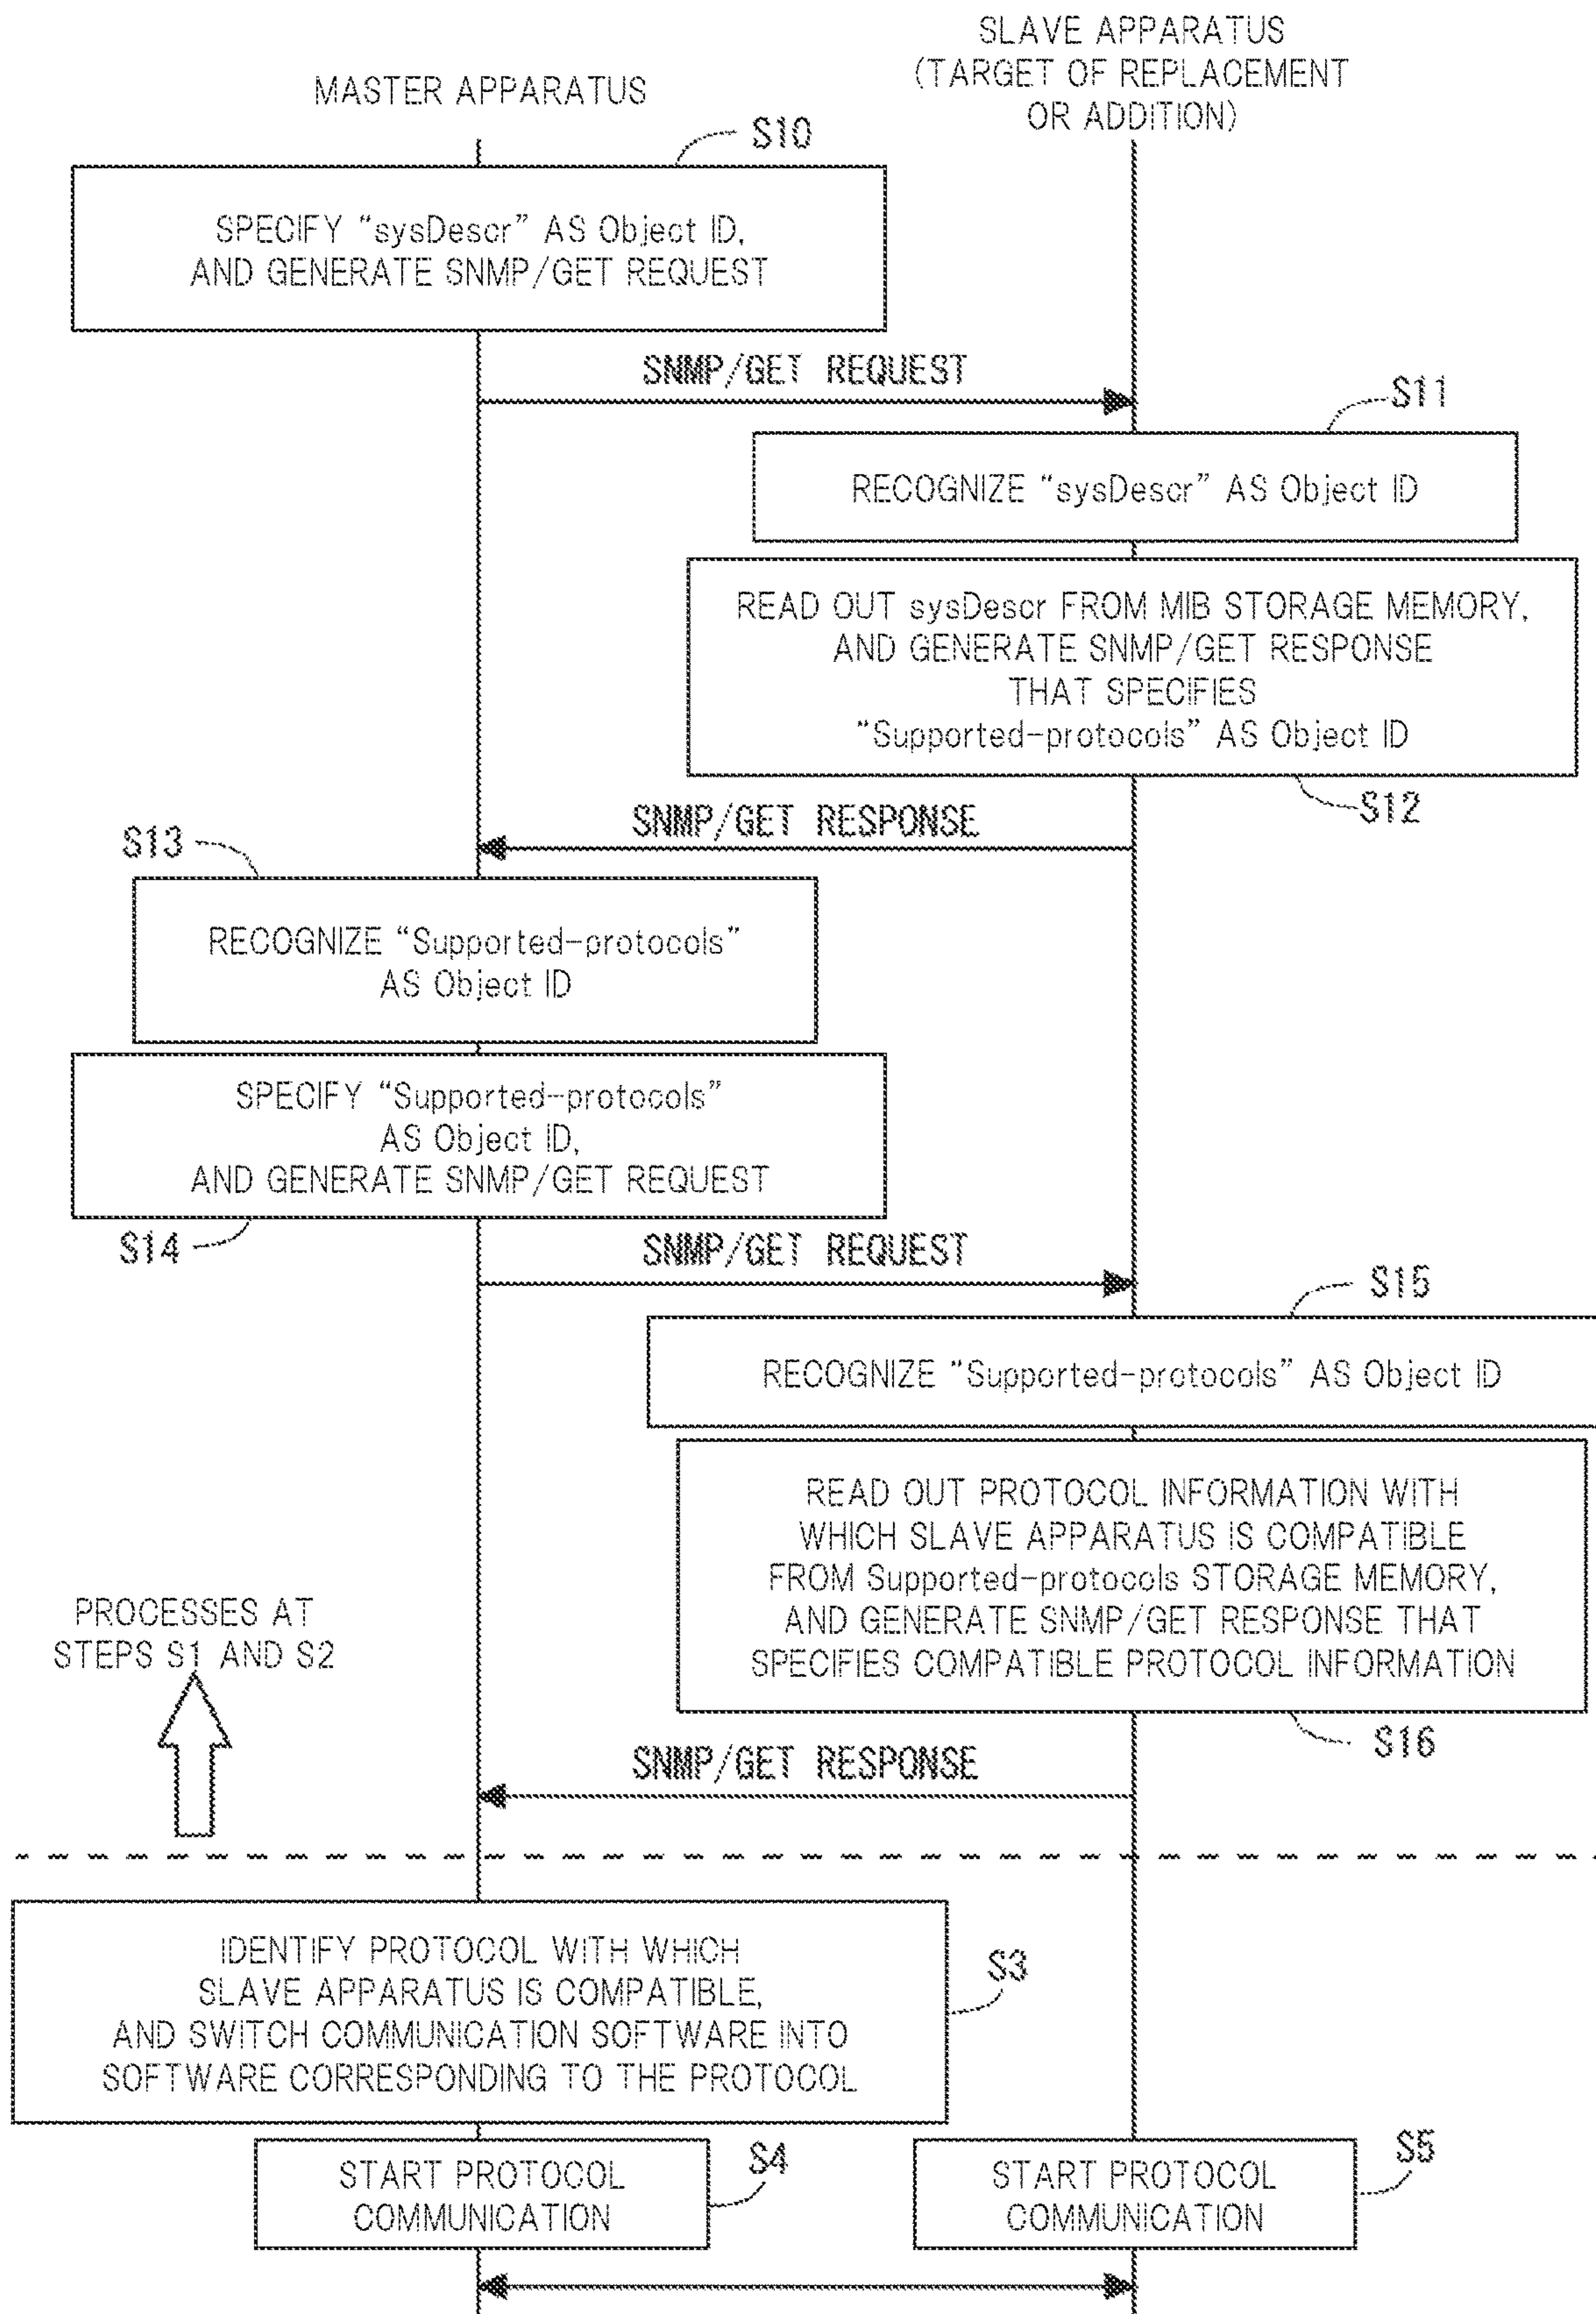 SLAVE APPARATUS
(TARGET OF REPLACEMENT
OR ADDITION)
MASTER APPARATUS
S10
SPECIFY “sysDescr” AS Object ID,
AND GENERATE SNMP/GET REQUEST
SNMP/GET REQUEST
S11
RECOGNIZE “sysDescr” AS Object ID
READ OUT sysDescr FROM MIB STORAGE MEMORY,
AND GENERATE SNMP/GET RESPONSE
THAT SPECIFIES
“Supported-protocols” AS Object ID
S12
SNMP/GET RESPONSE
S13
RECOGNIZE “Supported-protocols”
AS Object ID
SPECIFY “Supported-protocols”
AS Object ID,
AND GENERATE SNMP/GET REQUEST
S14
SNMP/GET REQUEST
S15
RECOGNIZE “Supported-protocols” AS Object ID
READ OUT PROTOCOL INFORMATION WITH
WHICH SLAVE APPARATUS IS COMPATIBLE
FROM Supported-protocols STORAGE MEMORY,
AND GENERATE SNMP/GET RESPONSE THAT
SPECIFIES COMPATIBLE PROTOCOL INFORMATION
S16
PROCESSES AT
STEPS S1 AND S2
SNMP/GET RESPONSE
IDENTIFY PROTOCOL WITH WHICH
SLAVE APPARATUS IS COMPATIBLE,
AND SWITCH COMMUNICATION SOFTWARE INTO
SOFTWARE CORRESPONDING TO THE PROTOCOL
S3
START PROTOCOL
COMMUNICATION
S4
START PROTOCOL
COMMUNICATION
S5